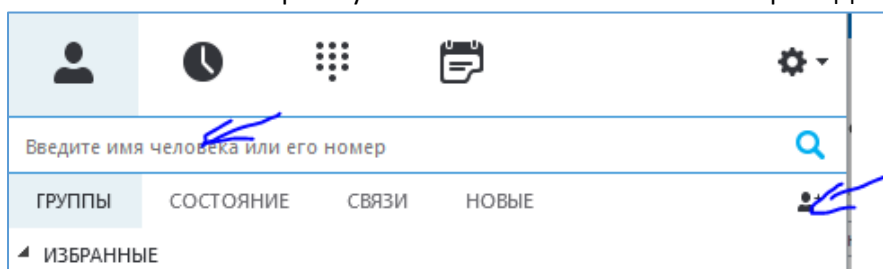 Введите имя человека или его номер
ГРУППЫ СОСТОЯНИЕ СВЯЗИ НОВЫЕ
ИЗБРАННЫЕ